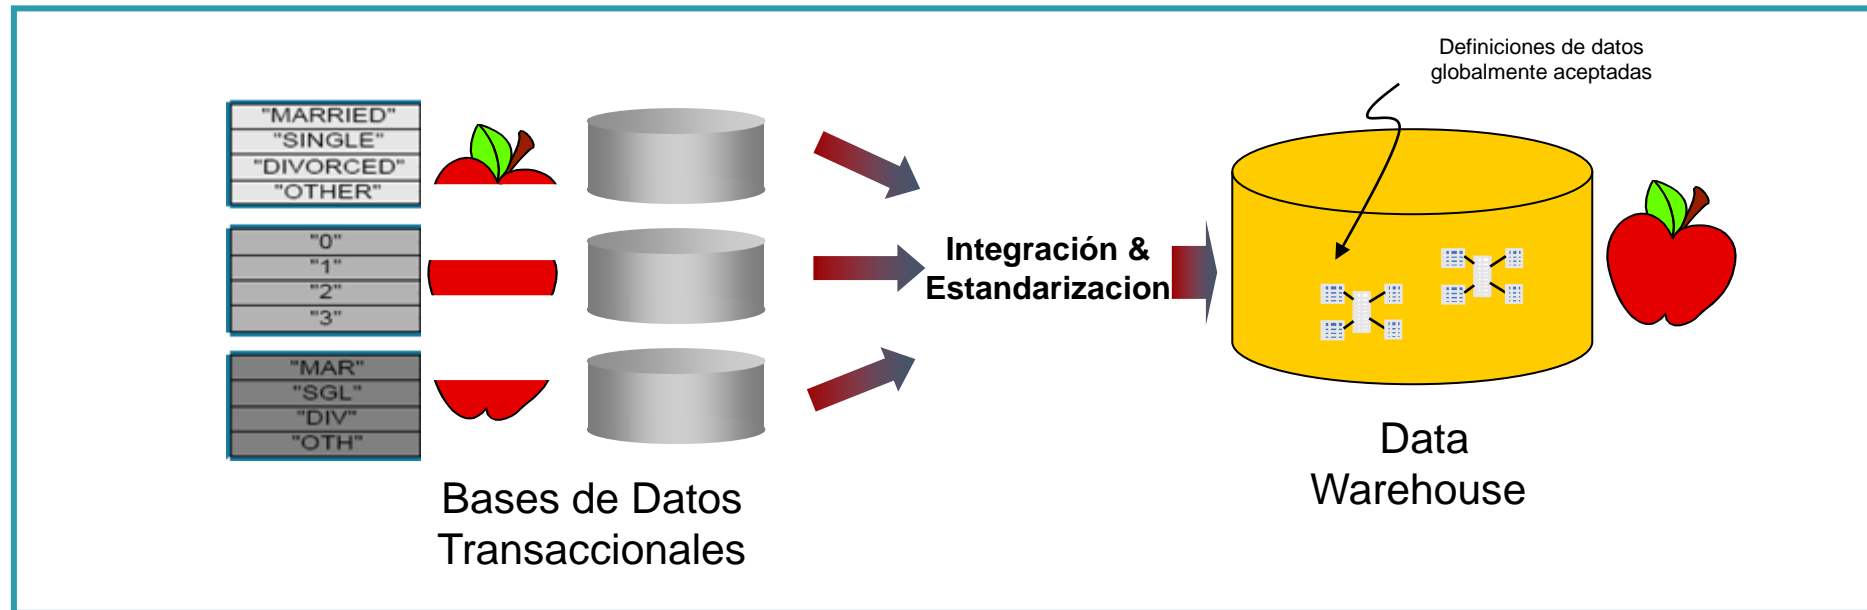 Definiciones de datos
globalmente aceptadas
"MARRIED"
"SINGLE"
"DIVORCED"
"OTHER"
"0"
"1"
"2"
"3"
"MAR"
"SGL"
"DIV"
"OTH"
Integración &
Estandarizacion
Bases de Datos
Transaccionales
Data
Warehouse